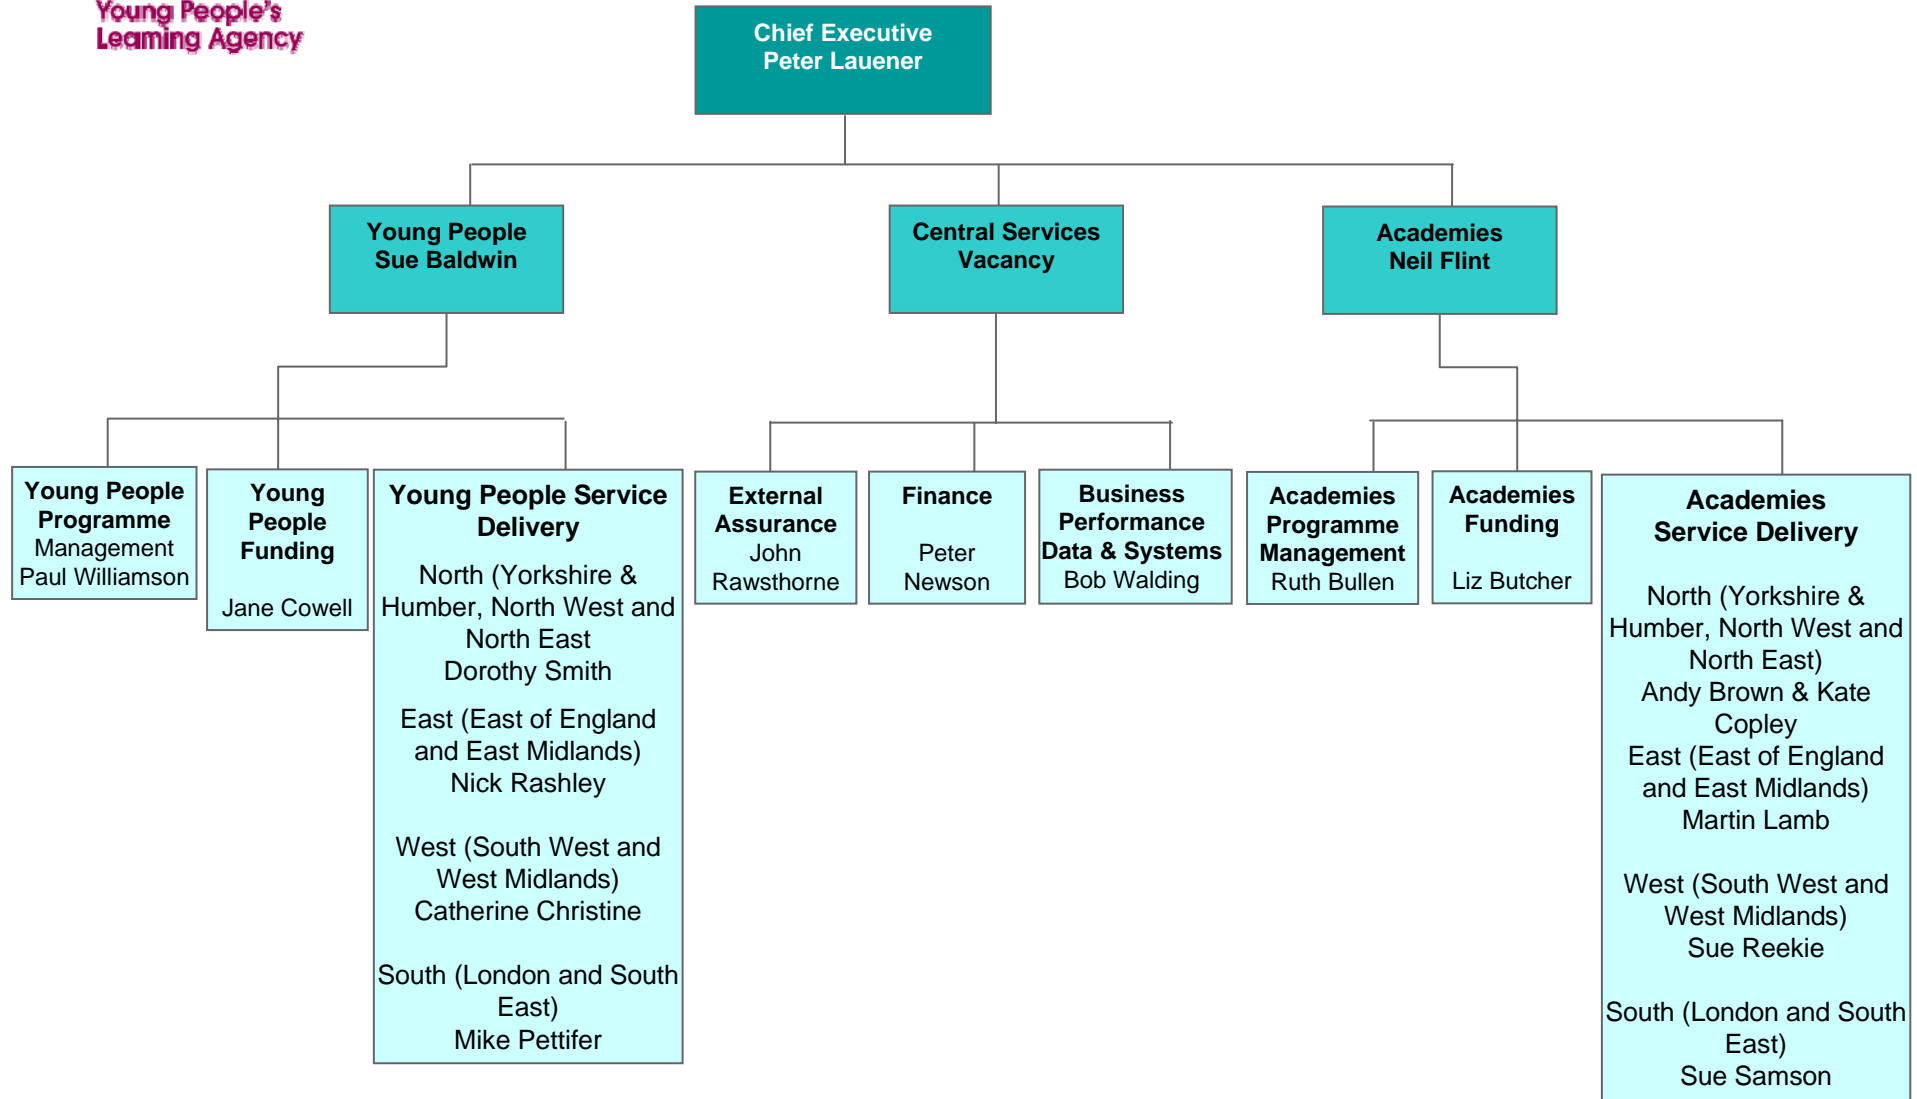 Young People's
Learning Agency
Chief Executive
Peter Lauener
Young People
Sue Baldwin
Central Services
Vacancy
Academies
Neil Flint
Young People
Programme
Management
Paul Williamson
Young
People
Funding
Jane Cowell
Young People Service
Delivery
North (Yorkshire &
Humber, North West and
North East
Dorothy Smith
East (East of England
and East Midlands)
Nick Rashley
West (South West and
West Midlands)
Catherine Christine
South (London and South
East)
Mike Pettifer
External
Assurance
John
Rawsthorne
Finance
Peter
Newson
Business
Performance
Data & Systems
Bob Walding
Academies
Programme
Management
Ruth Bullen
Academies
Funding
Liz Butcher
Academies
Service Delivery
North (Yorkshire &
Humber, North West and
North East)
Andy Brown & Kate
Copley
East (East of England
and East Midlands)
Martin Lamb
West (South West and
West Midlands)
Sue Reekie
South (London and South
East)
Sue Samson